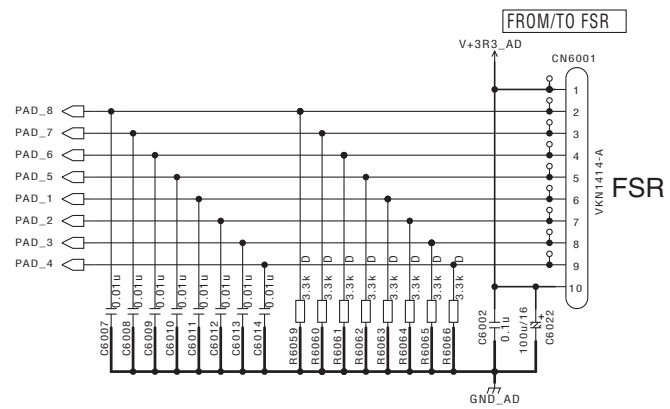 FROM/TO FSR
V+3R3_AD
CN6001
1
PAD_8
2
PAD_7
3
PAD_6
4
PAD_5
5
PAD_1
6
PAD_2
7
PAD_3
8
PAD_4
9
10
VKN1414-A
FSR
0.01u
0.01u
0.01u
0.01u
0.01u
0.01u
0.01u
0.01u
C6007
C6008
C6009
C6010
C6011
C6012
C6013
C6014
3.3k D
3.3k D
3.3k D
3.3k D
3.3k D
3.3k D
3.3k D
3.3k D
R6059
R6060
R6061
R6062
R6063
R6064
R6065
R6066
C6002
0.1u
100u/16
+
C6022
GND_AD